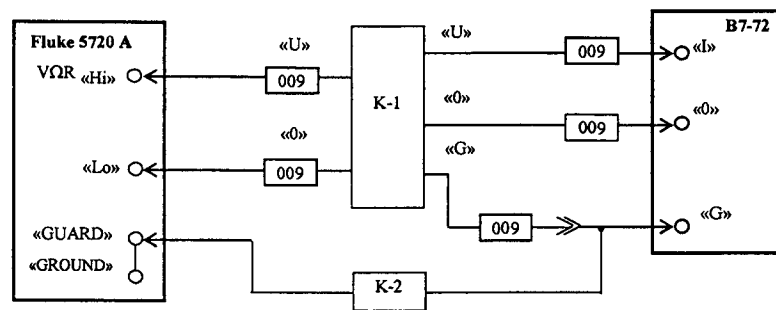 Fluke 5720 A
VΩR «Hi»
«Lo»
«GUARD»
«GROUND»
«U»
009
«0»
009
K-1
«U»
009
«0»
009
«G»
009
K-2
B7-72
«I»
«0»
«G»